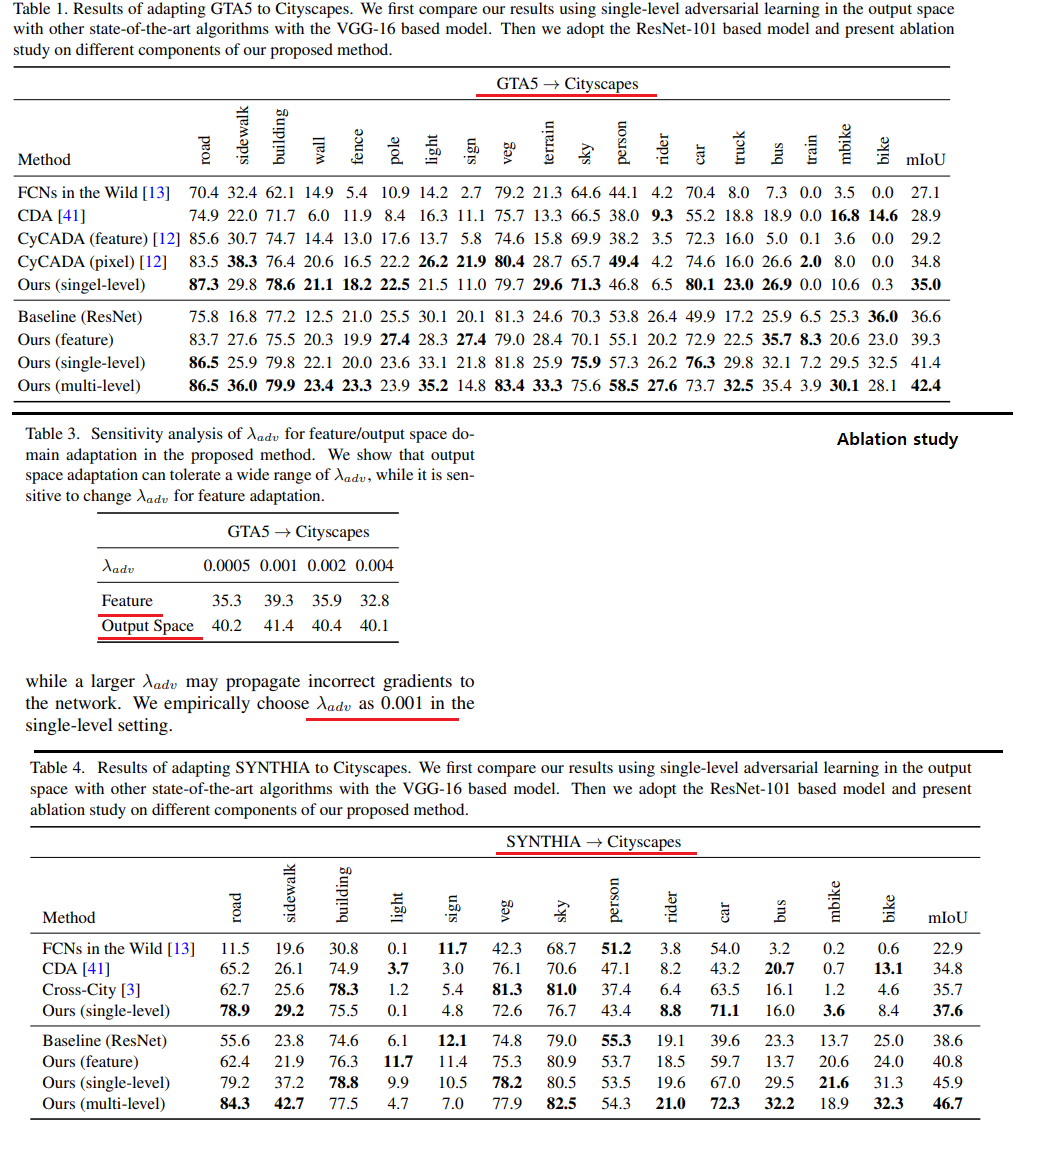 Table 1. Results of adapting GTA5 to Cityscapes. We first compare our results using single-level adversarial learning in the output space
with other state-of-the-art algorithms with the VGG-16 based model. Then we adopt the ResNet-101 based model and present ablation
study on different components of our proposed method.
GTA5 → Cityscapes
Method road sidewalk building wall fence pole light sign veg terrain sky person rider car truck bus train mbike bike mIoU
FCNs in the Wild [13] 70.4 32.4 62.1 14.9 5.4 10.9 14.2 2.7 79.2 21.3 64.6 44.1 4.2 70.4 8.0 7.3 0.0 3.5 0.0 27.1
CDA [41] 74.9 22.0 71.7 6.0 11.9 8.4 16.3 11.1 75.7 13.3 66.5 38.0 9.3 55.2 18.8 18.9 0.0 16.8 14.6 28.9
CyCADA (feature) [12] 85.6 30.7 74.7 14.4 13.0 17.6 13.7 5.8 74.6 15.8 69.9 38.2 3.5 72.3 16.0 5.0 0.1 3.6 0.0 29.2
CyCADA (pixel) [12] 83.5 38.3 76.4 20.6 16.5 22.2 26.2 21.9 80.4 28.7 65.7 49.4 4.2 74.6 16.0 26.6 2.0 8.0 0.0 34.8
Ours (singel-level) 87.3 29.8 78.6 21.1 18.2 22.5 21.5 11.0 79.7 29.6 71.3 46.8 6.5 80.1 23.0 26.9 0.0 10.6 0.3 35.0
Baseline (ResNet) 75.8 16.8 77.2 12.5 21.0 25.5 30.1 20.1 81.3 24.6 70.3 53.8 26.4 49.9 17.2 25.9 6.5 25.3 36.0 36.6
Ours (feature) 83.7 27.6 75.5 20.3 19.9 27.4 28.3 27.4 79.0 28.4 70.1 55.1 20.2 72.9 22.5 35.7 8.3 20.6 23.0 39.3
Ours (single-level) 86.5 25.9 79.8 22.1 20.0 23.6 33.1 21.8 81.8 25.9 75.9 57.3 26.2 76.3 29.8 32.1 7.2 29.5 32.5 41.4
Ours (multi-level) 86.5 36.0 79.9 23.4 23.3 23.9 35.2 14.8 83.4 33.3 75.6 58.5 27.6 73.7 32.5 35.4 3.9 30.1 28.1 42.4
Ablation study
Table 3. Sensitivity analysis of λadv for feature/output space do-
main adaptation in the proposed method. We show that output
space adaptation can tolerate a wide range of λadv, while it is sen-
sitive to change λadv for feature adaptation.
GTA5 → Cityscapes
λadv 0.0005 0.001 0.002 0.004
Feature 35.3 39.3 35.9 32.8
Output Space 40.2 41.4 40.4 40.1
while a larger λadv may propagate incorrect gradients to
the network. We empirically choose λadv as 0.001 in the
single-level setting.
Table 4. Results of adapting SYNTHIA to Cityscapes. We first compare our results using single-level adversarial learning in the output
space with other state-of-the-art algorithms with the VGG-16 based model. Then we adopt the ResNet-101 based model and present
ablation study on different components of our proposed method.
SYNTHIA → Cityscapes
Method road sidewalk building light sign veg sky person rider car bus mbike bike mIoU
FCNs in the Wild [13] 11.5 19.6 30.8 0.1 11.7 42.3 68.7 51.2 3.8 54.0 3.2 0.2 0.6 22.9
CDA [41] 65.2 26.1 74.9 3.7 3.0 76.1 70.6 47.1 8.2 43.2 20.7 0.7 13.1 34.8
Cross-City [3] 62.7 25.6 78.3 1.2 5.4 81.3 81.0 37.4 6.4 63.5 16.1 1.2 4.6 35.7
Ours (single-level) 78.9 29.2 75.5 0.1 4.8 72.6 76.7 43.4 8.8 71.1 16.0 3.6 8.4 37.6
Baseline (ResNet) 55.6 23.8 74.6 6.1 12.1 74.8 79.0 55.3 19.1 39.6 23.3 13.7 25.0 38.6
Ours (feature) 62.4 21.9 76.3 11.7 11.4 75.3 80.9 53.7 18.5 59.7 13.7 20.6 24.0 40.8
Ours (single-level) 79.2 37.2 78.8 9.9 10.5 78.2 80.5 53.5 19.6 67.0 29.5 21.6 31.3 45.9
Ours (multi-level) 84.3 42.7 77.5 4.7 7.0 77.9 82.5 54.3 21.0 72.3 32.2 18.9 32.3 46.7